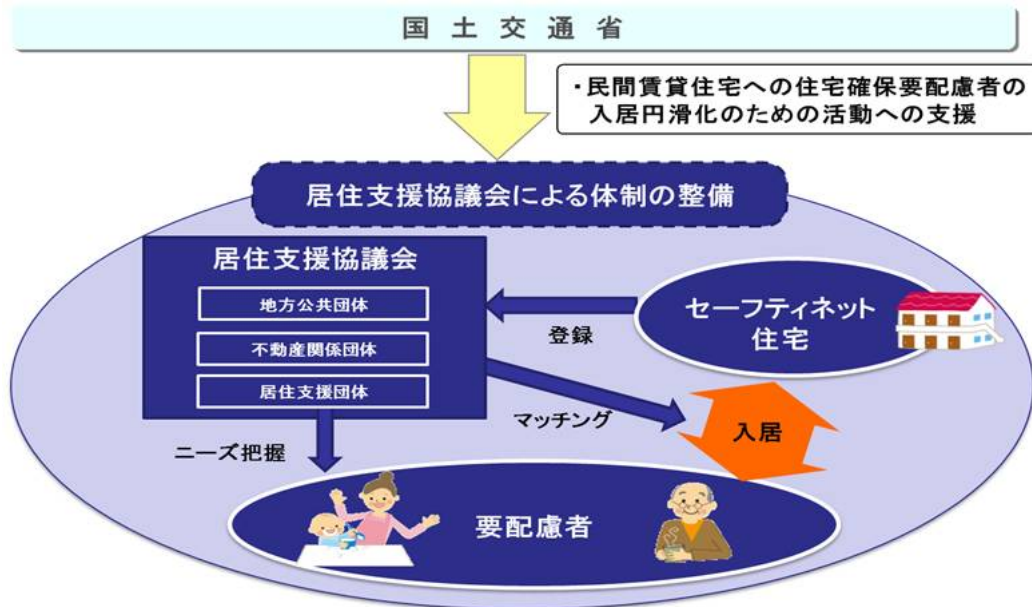 国土交通省
・民間賃貸住宅への住宅確保要配慮者の
入居円滑化のための活動への支援
居住支援協議会による体制の整備
居住支援協議会
地方公共団体
不動産関係団体
居住支援団体
登録
セーフティネット
住宅
マッチング
入居
ニーズ把握
要配慮者